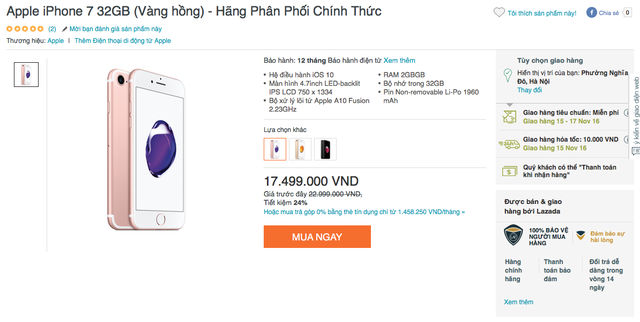 Apple iPhone 7 32GB (Vàng hồng) - Hãng Phân Phối Chính Thức
(2) Mời bạn đánh giá sản phẩm này
Thương hiệu: Apple | Thêm Điện thoại di động từ Apple
Tôi thích sản phẩm này!
Chia sẻ 0
Bảo hành: 12 tháng Bảo hành điện tử Xem thêm
Hệ điều hành iOS 10
Màn hình 4.7inch LED-backlit
IPS LCD 750 x 1334
Bộ xử lý lõi từ Apple A10 Fusion
2.23GHz
RAM 2GBGB
Bộ nhớ trong 32GB
Pin Non-removable Li-Po 1960
mAh
Lựa chọn khác
17.499.000 VND
Giá trước đây 22.999.000 VND,
Tiết kiệm 24%
Hoặc mua trả góp 0% bằng thẻ tín dụng chỉ từ 1.458.250 VND/tháng »
MUA NGAY
Tùy chọn giao hàng
Hiển thị vị trí của bạn: Phường Nghĩa
Đô, Hà Nội
Thay đổi
Giao hàng tiêu chuẩn: Miễn phí
Giao hàng 15 - 17 Nov 16
Giao hàng hỏa tốc: 10.000 VND
Giao hàng 15 Nov 16
Quý khách có thể "Thanh toán
khi nhận hàng"
Được bán & giao
hàng bởi Lazada
100% BẢO VỆ
NGƯỜI MUA
HÀNG
Đảm bảo sự
hài lòng
Hàng
chính
hãng
Thanh
toán bảo
đảm
Đổi trả dễ
dàng trong
vòng 14
ngày
Xem thêm
ý kiến về giao diện web